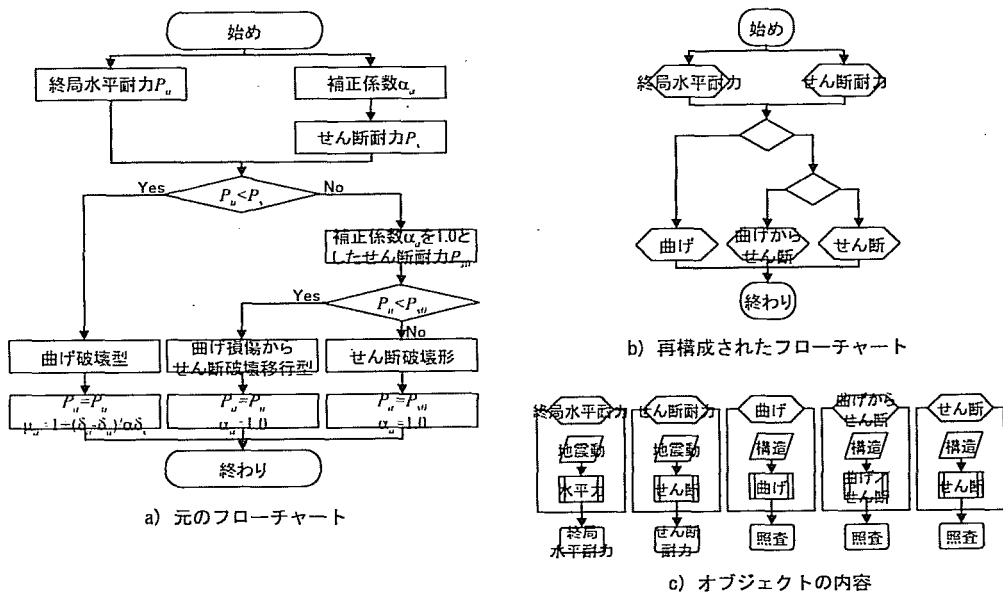 始め
終局水平耐力P_u
補正係数α_d
せん断耐力P_s
Yes
P_u<P_s
No
補正係数α_dを1.0と
したせん断耐力P_s0
Yes
P_u<P_s0
No
曲げ破壊型
曲げ損傷から
せん断破壊移行型
せん断破壊形
=P_u
=P_u
=P_s0
1.0
1.0
終わり
a) 元のフローチャート
始め
終局水平耐力
せん断耐力
曲げ
曲げから
せん断
せん断
終わり
b) 再構成されたフローチャート
終局水平耐力
せん断耐力
曲げ
曲げから
せん断
せん断
地震動
地震動
構造
構造
構造
水平力
せん断
曲げ
曲げ/
せん断
せん断
終局
水平耐力
せん断
耐力
照査
照査
照査
c) オブジェクトの内容